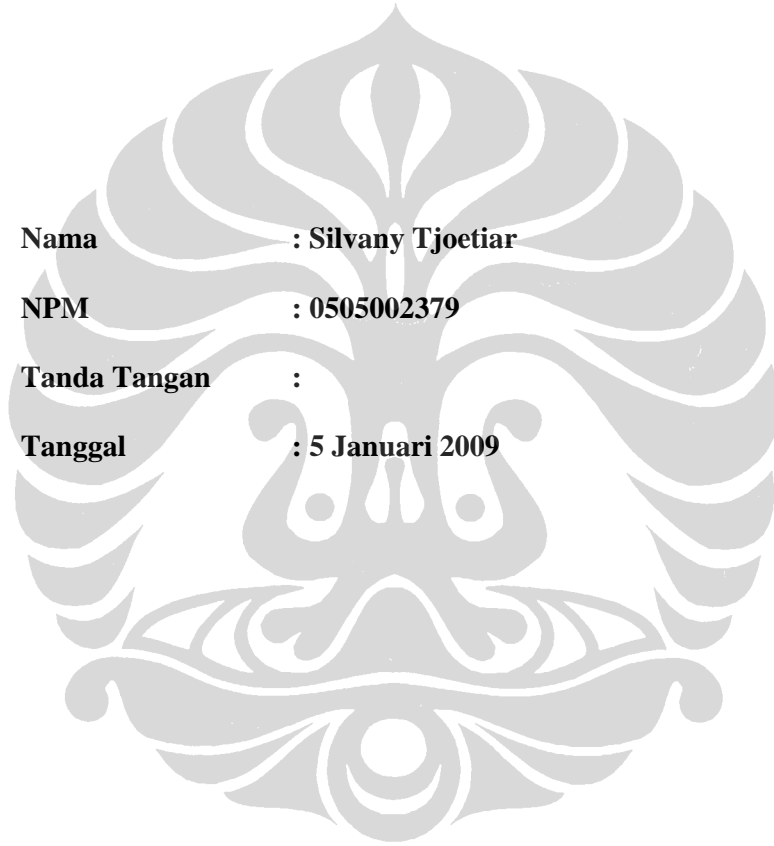 Nama : Silvany Tjoetiar
NPM : 0505002379
Tanda Tangan :
Tanggal : 5 Januari 2009